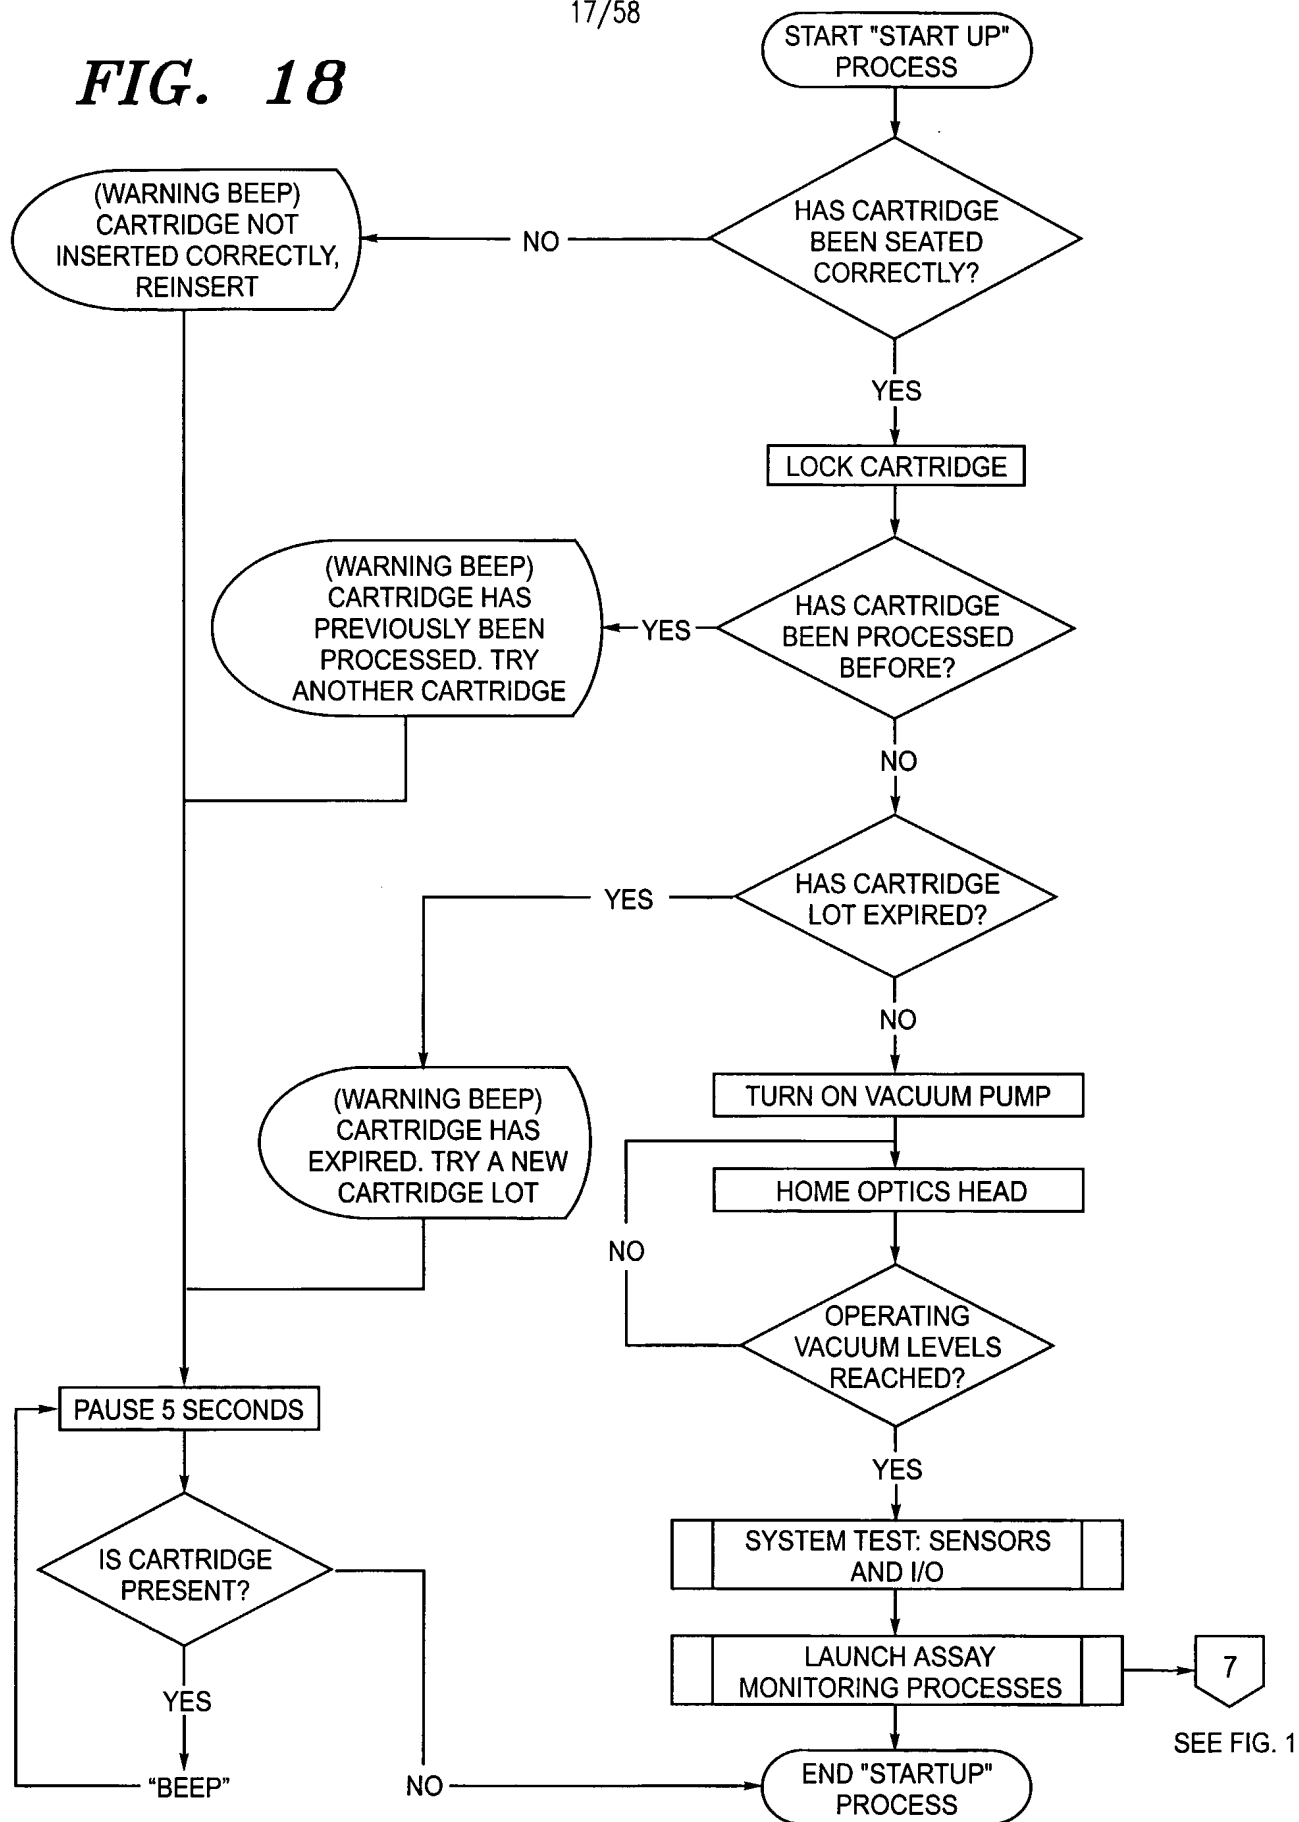 17/58
FIG. 18
START "START UP"
PROCESS
HAS CARTRIDGE
BEEN SEATED
CORRECTLY?
NO
(WARNING BEEP)
CARTRIDGE NOT
INSERTED CORRECTLY,
REINSERT
YES
LOCK CARTRIDGE
HAS CARTRIDGE
BEEN PROCESSED
BEFORE?
YES
(WARNING BEEP)
CARTRIDGE HAS
PREVIOUSLY BEEN
PROCESSED. TRY
ANOTHER CARTRIDGE
NO
HAS CARTRIDGE
LOT EXPIRED?
YES
(WARNING BEEP)
CARTRIDGE HAS
EXPIRED. TRY A NEW
CARTRIDGE LOT
NO
TURN ON VACUUM PUMP
HOME OPTICS HEAD
NO
OPERATING
VACUUM LEVELS
REACHED?
YES
SYSTEM TEST: SENSORS
AND I/O
LAUNCH ASSAY
MONITORING PROCESSES
7
SEE FIG. 1
PAUSE 5 SECONDS
IS CARTRIDGE
PRESENT?
YES
"BEEP"
NO
END "STARTUP"
PROCESS